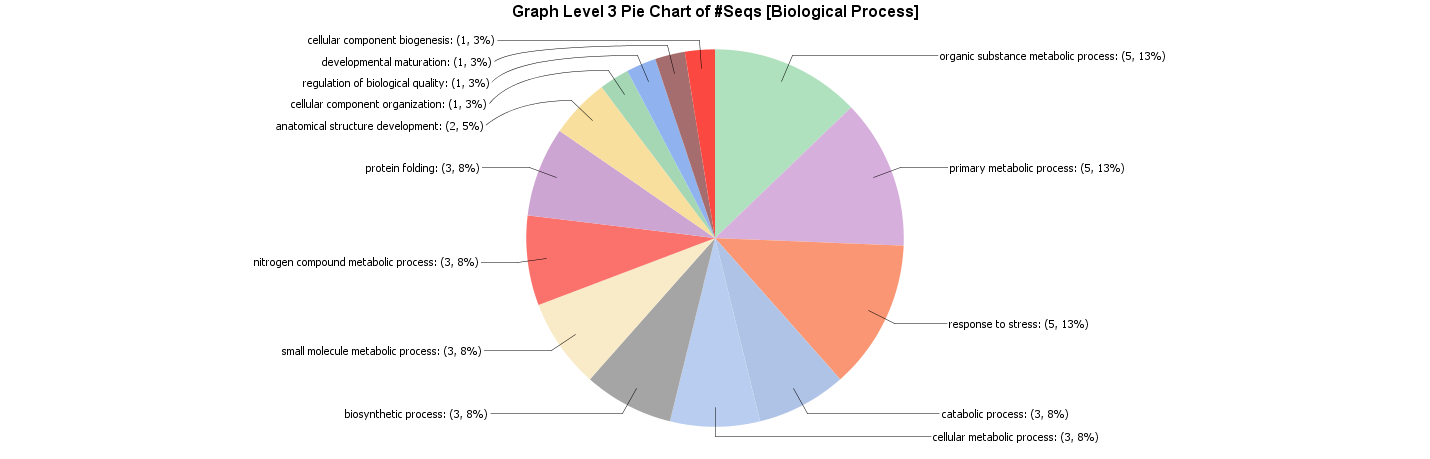 Graph Level 3 Pie Chart of #Seqs [Biological Process]
cellular component biogenesis: (1, 3%)
organic substance metabolic process: (5, 13%)
developmental maturation: (1, 3%)
regulation of biological quality: (1, 3%)
cellular component organization: (1, 3%)
anatomical structure development: (2, 5%)
protein folding: (3, 8%)
primary metabolic process: (5, 13%)
nitrogen compound metabolic process: (3, 8%)
response to stress: (5, 13%)
small molecule metabolic process: (3, 8%)
biosynthetic process: (3, 8%)
catabolic process: (3, 8%)
cellular metabolic process: (3, 8%)